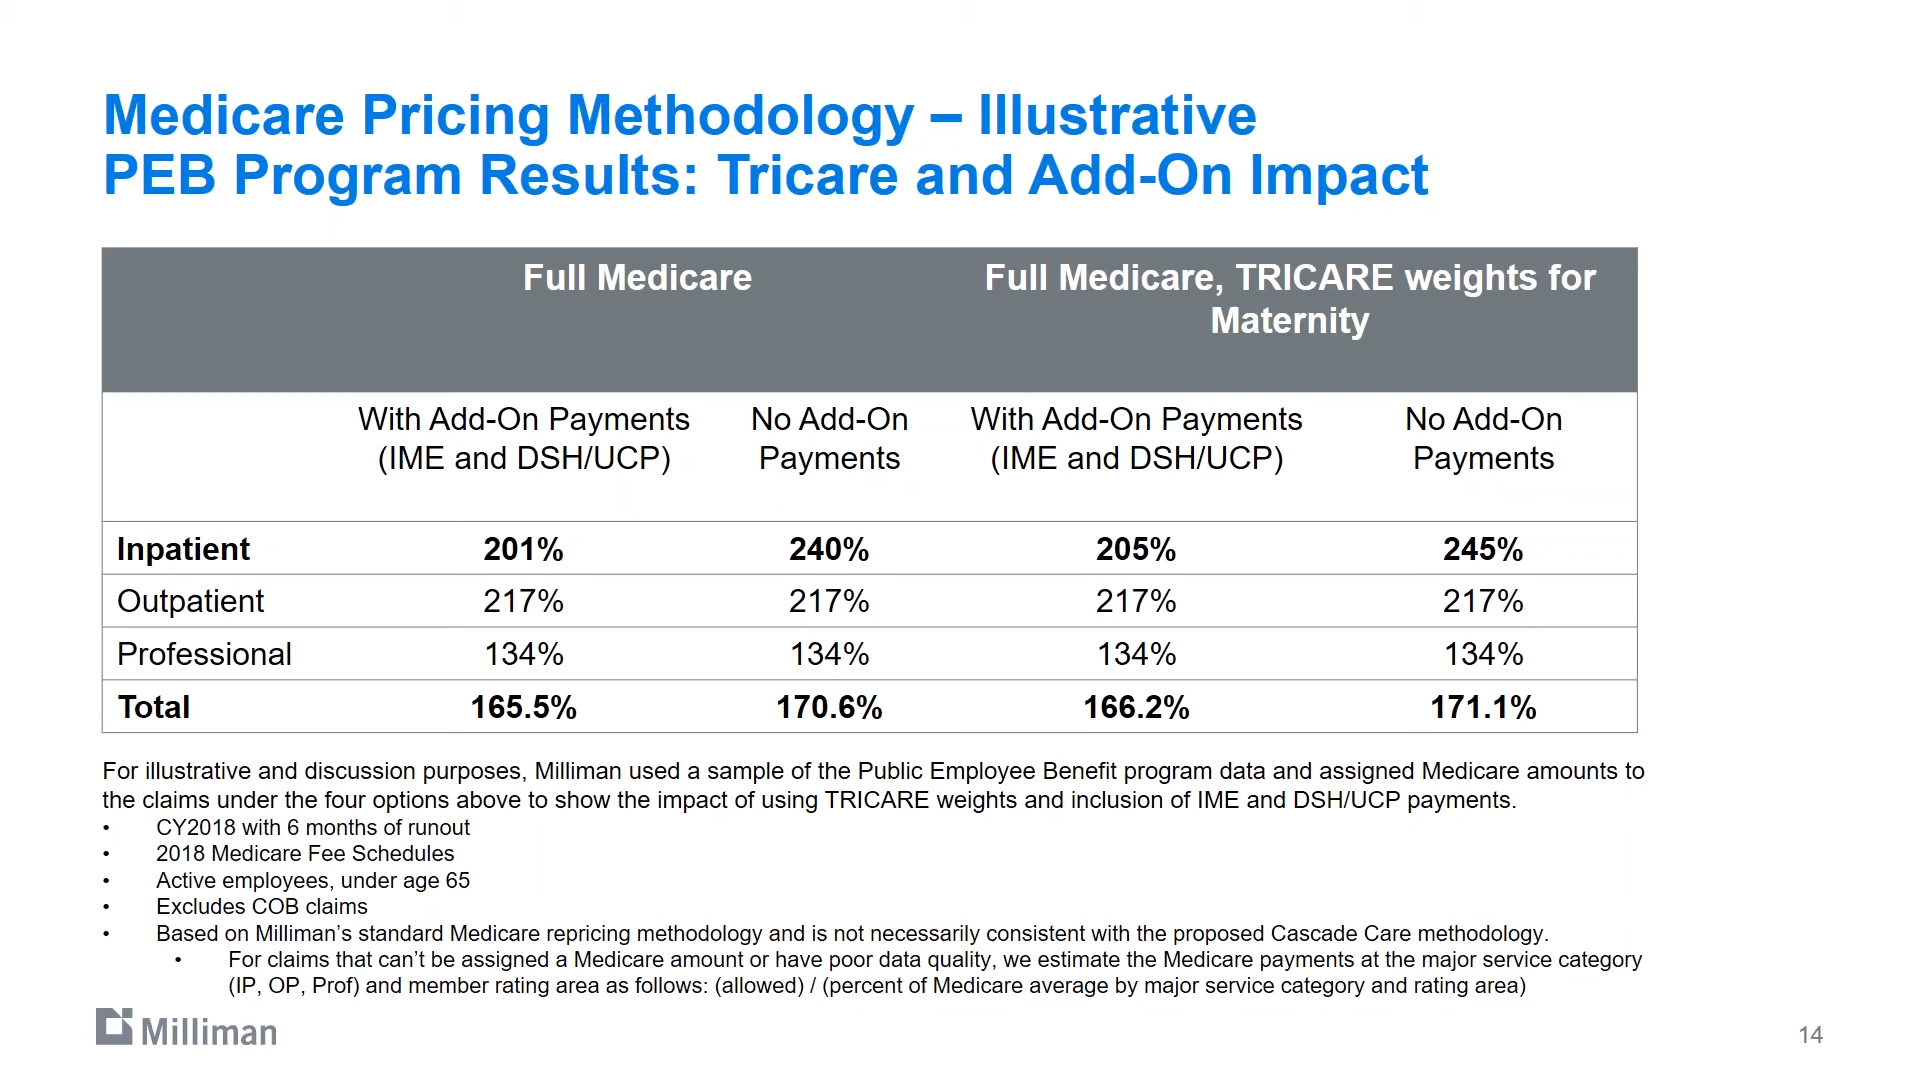 Medicare Pricing Methodology – Illustrative
PEB Program Results: Tricare and Add-On Impact
Full Medicare
Full Medicare, TRICARE weights for
Maternity
With Add-On Payments
(IME and DSH/UCP)
No Add-On
Payments
With Add-On Payments
(IME and DSH/UCP)
No Add-On
Payments
Inpatient 201% 240% 205% 245%
Outpatient 217% 217% 217% 217%
Professional 134% 134% 134% 134%
Total 165.5% 170.6% 166.2% 171.1%
For illustrative and discussion purposes, Milliman used a sample of the Public Employee Benefit program data and assigned Medicare amounts to
the claims under the four options above to show the impact of using TRICARE weights and inclusion of IME and DSH/UCP payments.
• CY2018 with 6 months of runout
• 2018 Medicare Fee Schedules
• Active employees, under age 65
• Excludes COB claims
• Based on Milliman’s standard Medicare repricing methodology and is not necessarily consistent with the proposed Cascade Care methodology.
• For claims that can’t be assigned a Medicare amount or have poor data quality, we estimate the Medicare payments at the major service category
(IP, OP, Prof) and member rating area as follows: (allowed) / (percent of Medicare average by major service category and rating area)
Milliman
14